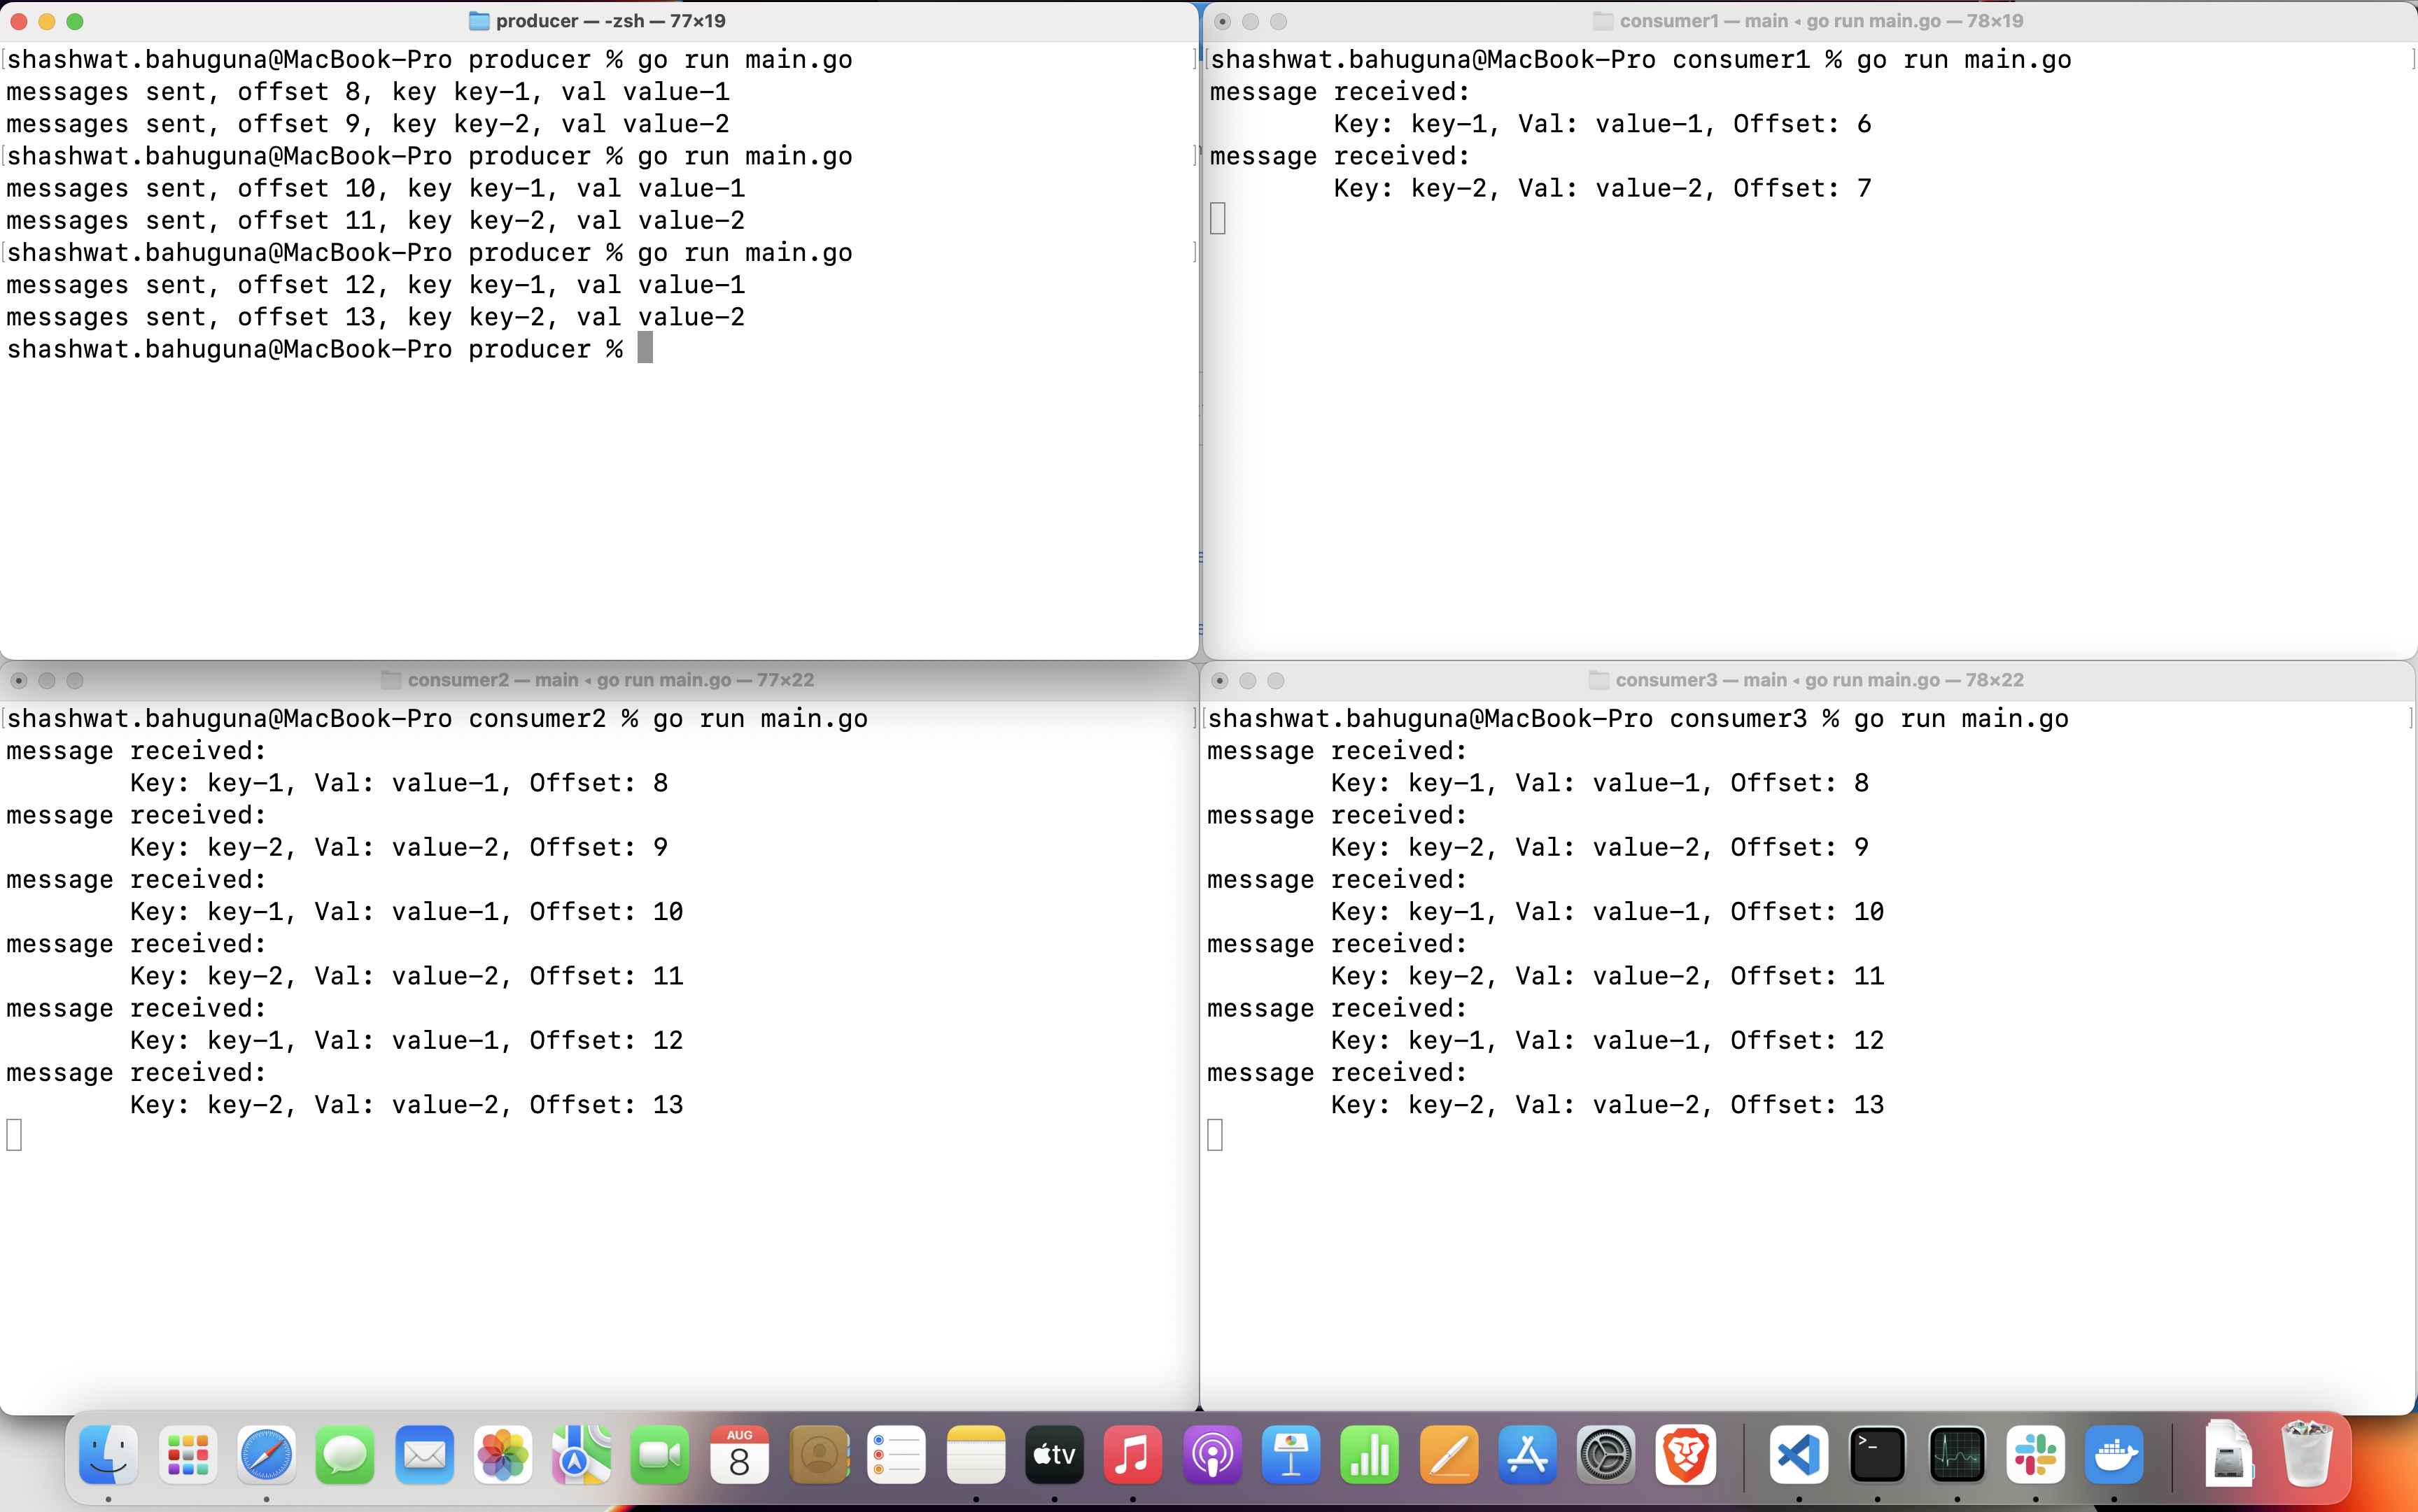 producer — -zsh — 77×19
shashwat.bahuguna@MacBook-Pro producer % go run main.go
messages sent, offset 8, key key-1, val value-1
messages sent, offset 9, key key-2, val value-2
shashwat.bahuguna@MacBook-Pro producer % go run main.go
messages sent, offset 10, key key-1, val value-1
messages sent, offset 11, key key-2, val value-2
shashwat.bahuguna@MacBook-Pro producer % go run main.go
messages sent, offset 12, key key-1, val value-1
messages sent, offset 13, key key-2, val value-2
shashwat.bahuguna@MacBook-Pro producer %
consumer1 — main ◂ go run main.go — 78×19
shashwat.bahuguna@MacBook-Pro consumer1 % go run main.go
message received:
Key: key-1, Val: value-1, Offset: 6
message received:
Key: key-2, Val: value-2, Offset: 7
consumer2 — main ◂ go run main.go — 77×22
shashwat.bahuguna@MacBook-Pro consumer2 % go run main.go
message received:
Key: key-1, Val: value-1, Offset: 8
message received:
Key: key-2, Val: value-2, Offset: 9
message received:
Key: key-1, Val: value-1, Offset: 10
message received:
Key: key-2, Val: value-2, Offset: 11
message received:
Key: key-1, Val: value-1, Offset: 12
message received:
Key: key-2, Val: value-2, Offset: 13
consumer3 — main ◂ go run main.go — 78×22
shashwat.bahuguna@MacBook-Pro consumer3 % go run main.go
message received:
Key: key-1, Val: value-1, Offset: 8
message received:
Key: key-2, Val: value-2, Offset: 9
message received:
Key: key-1, Val: value-1, Offset: 10
message received:
Key: key-2, Val: value-2, Offset: 11
message received:
Key: key-1, Val: value-1, Offset: 12
message received:
Key: key-2, Val: value-2, Offset: 13
AUG
8
tv
>_